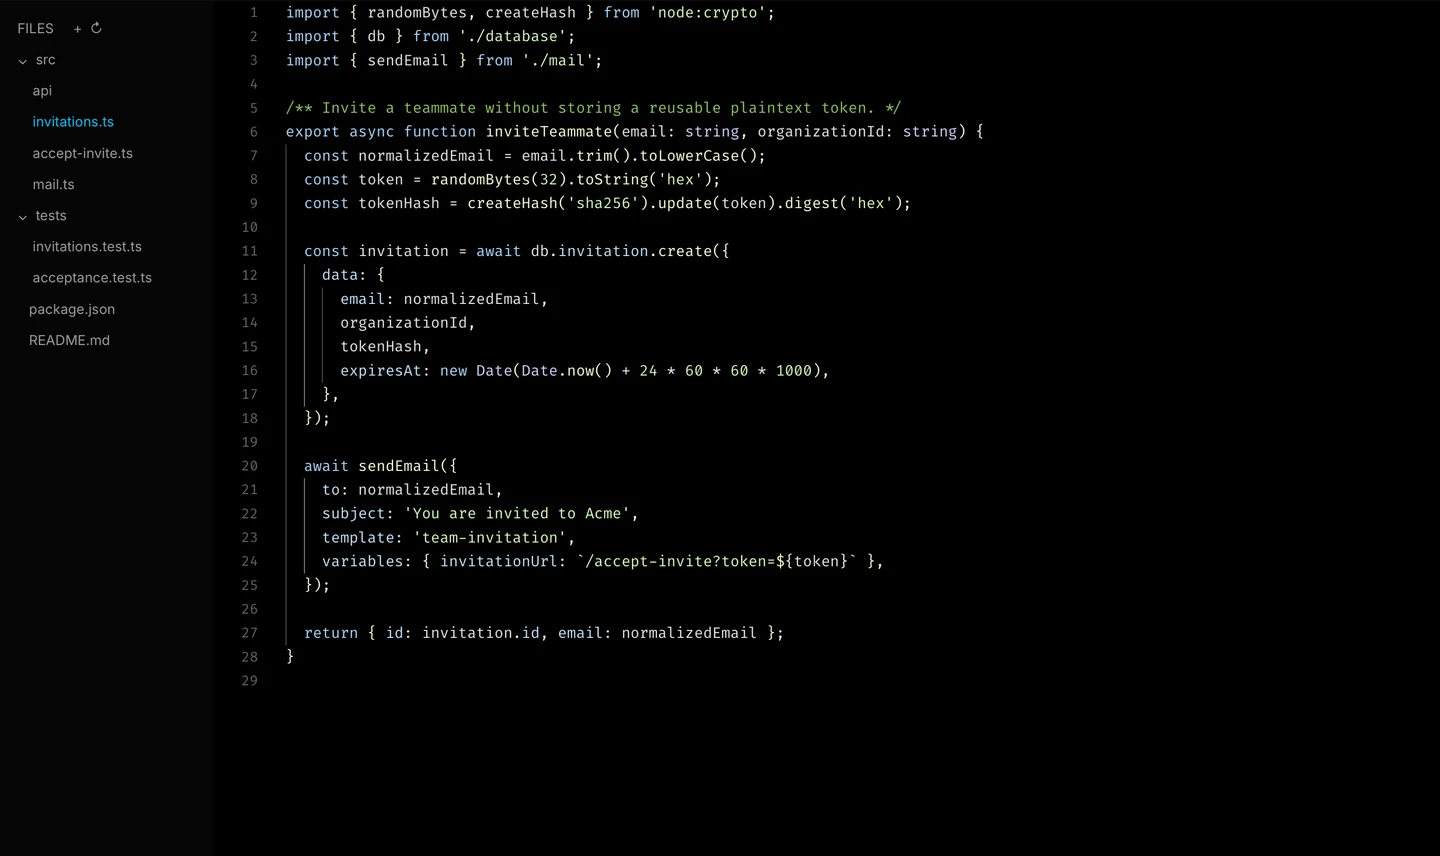 FILES + ↻
src
api
invitations.ts
accept-invite.ts
mail.ts
tests
invitations.test.ts
acceptance.test.ts
package.json
README.md
1 import { randomBytes, createHash } from 'node:crypto';
2 import { db } from './database';
3 import { sendEmail } from './mail';
4
5 /** Invite a teammate without storing a reusable plaintext token. */
6 export async function inviteTeammate(email: string, organizationId: string) {
7   const normalizedEmail = email.trim().toLowerCase();
8   const token = randomBytes(32).toString('hex');
9   const tokenHash = createHash('sha256').update(token).digest('hex');
10
11   const invitation = await db.invitation.create({
12     data: {
13       email: normalizedEmail,
14       organizationId,
15       tokenHash,
16       expiresAt: new Date(Date.now() + 24 * 60 * 60 * 1000),
17     },
18   });
19
20   await sendEmail({
21     to: normalizedEmail,
22     subject: 'You are invited to Acme',
23     template: 'team-invitation',
24     variables: { invitationUrl: `/accept-invite?token=${token}` },
25   });
26
27   return { id: invitation.id, email: normalizedEmail };
28 }
29